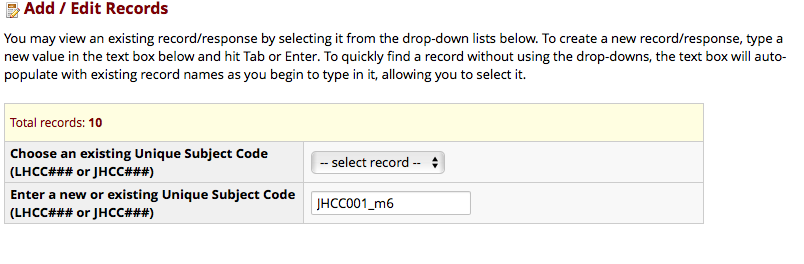 Add / Edit Records
You may view an existing record/response by selecting it from the drop-down lists below. To create a new record/response, type a
new value in the text box below and hit Tab or Enter. To quickly find a record without using the drop-downs, the text box will auto-
populate with existing record names as you begin to type in it, allowing you to select it.
Total records: 10
Choose an existing Unique Subject Code
(LHCC### or JHCC###)
-- select record --
Enter a new or existing Unique Subject Code
(LHCC### or JHCC###)
JHCC001_m6